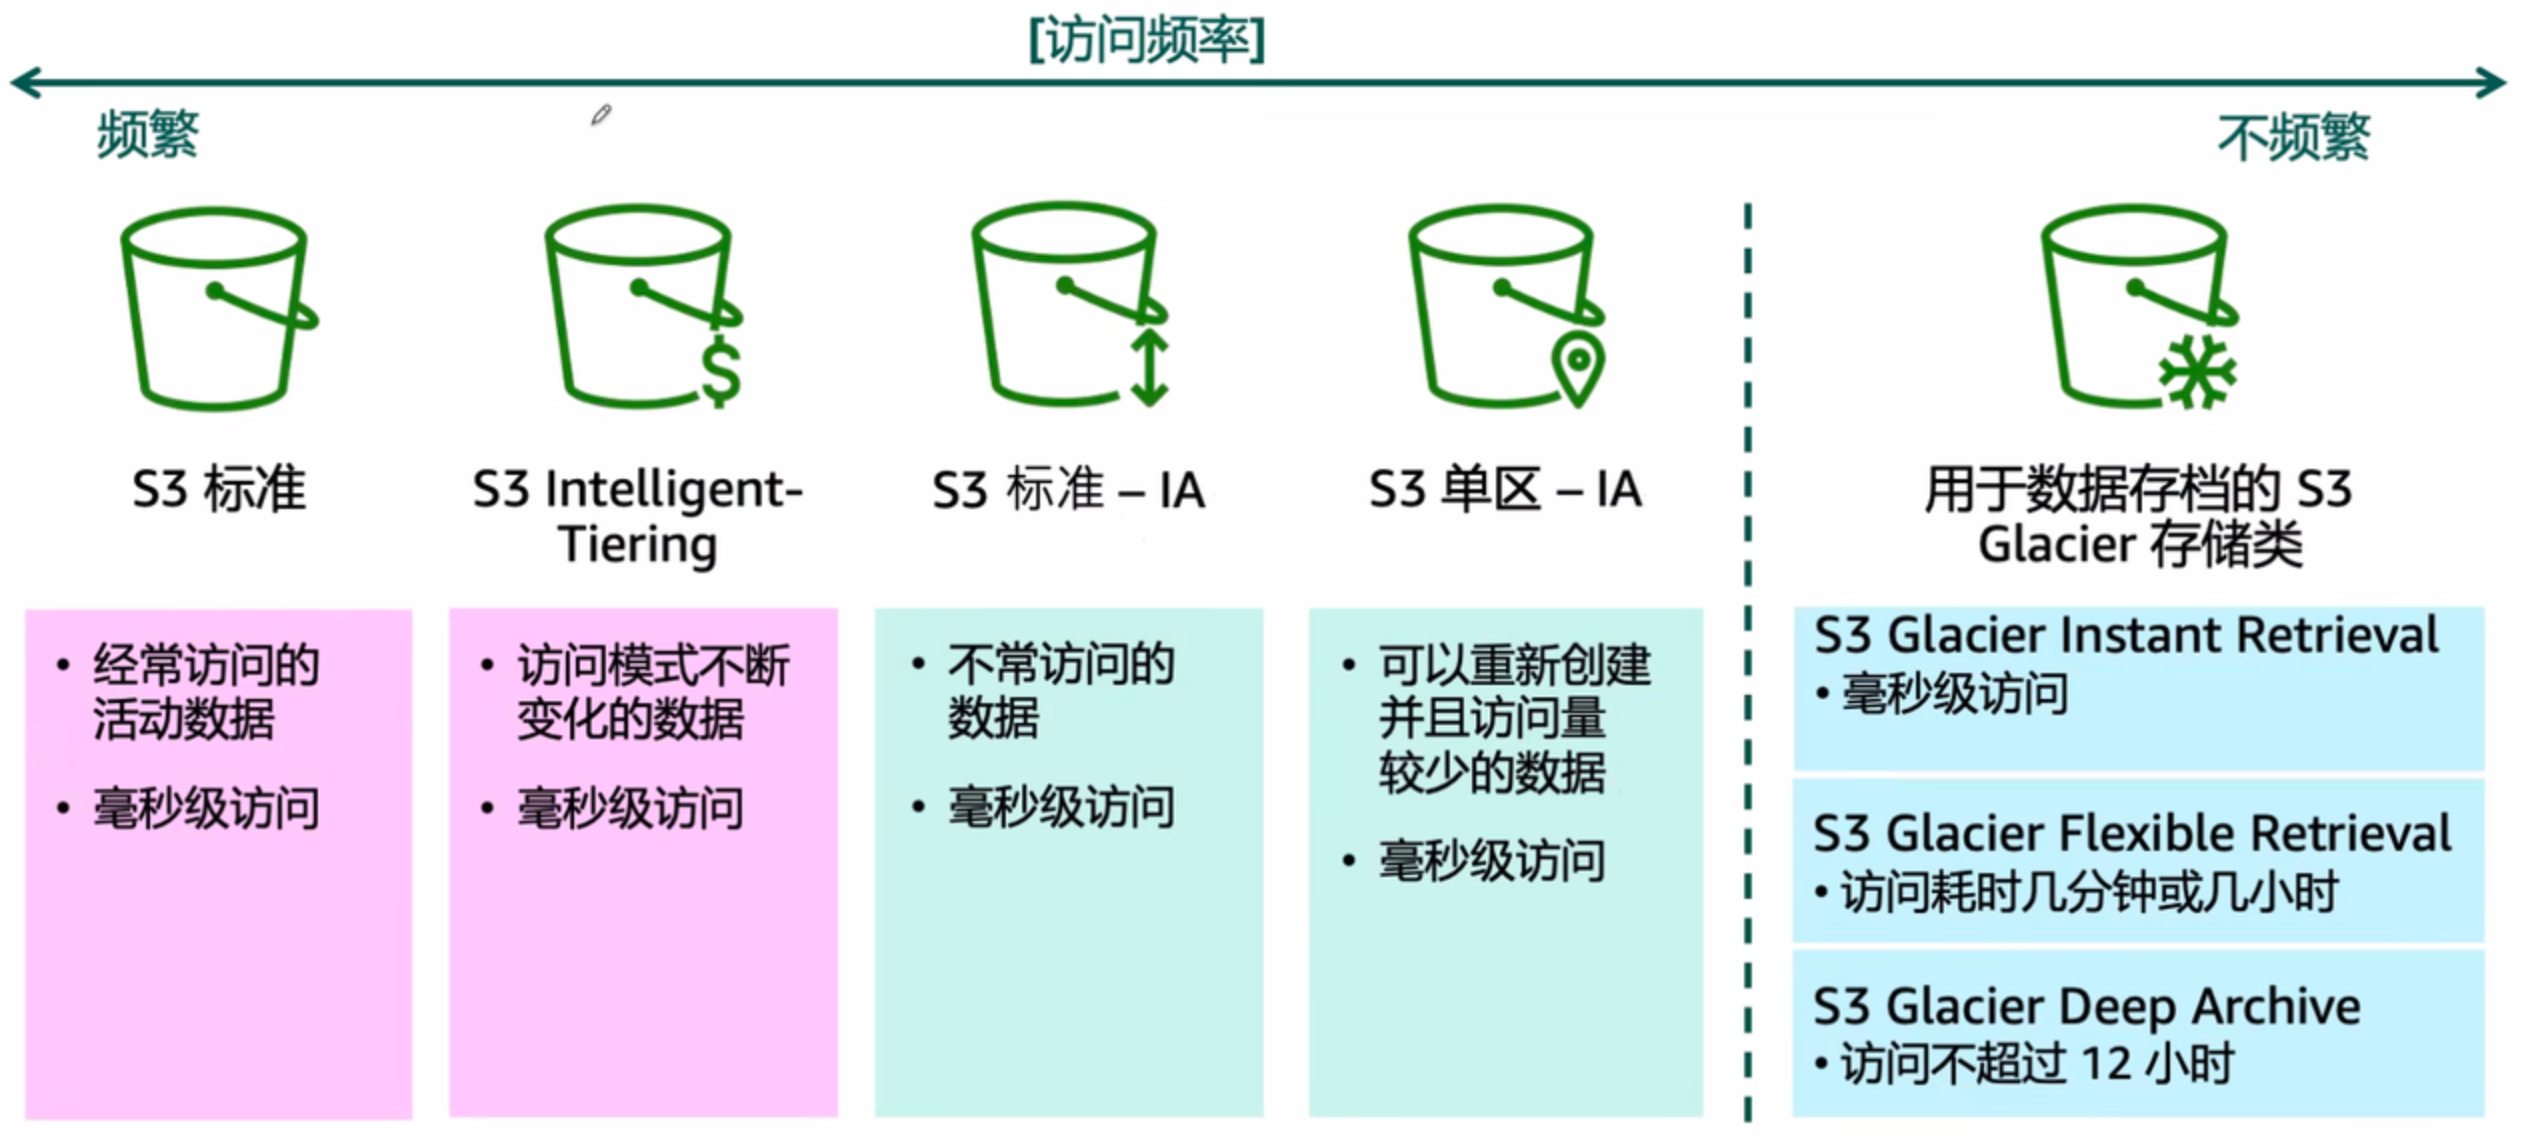 [访问频率]
频繁
不频繁
S3 标准
• 经常访问的
活动数据
• 毫秒级访问
S3 Intelligent-
Tiering
• 访问模式不断
变化的数据
• 毫秒级访问
S3 标准 – IA
• 不常访问的
数据
• 毫秒级访问
S3 单区 – IA
• 可以重新创建
并且访问量
较少的数据
• 毫秒级访问
用于数据存档的 S3
Glacier 存储类
S3 Glacier Instant Retrieval
• 毫秒级访问
S3 Glacier Flexible Retrieval
• 访问耗时几分钟或几小时
S3 Glacier Deep Archive
• 访问不超过 12 小时